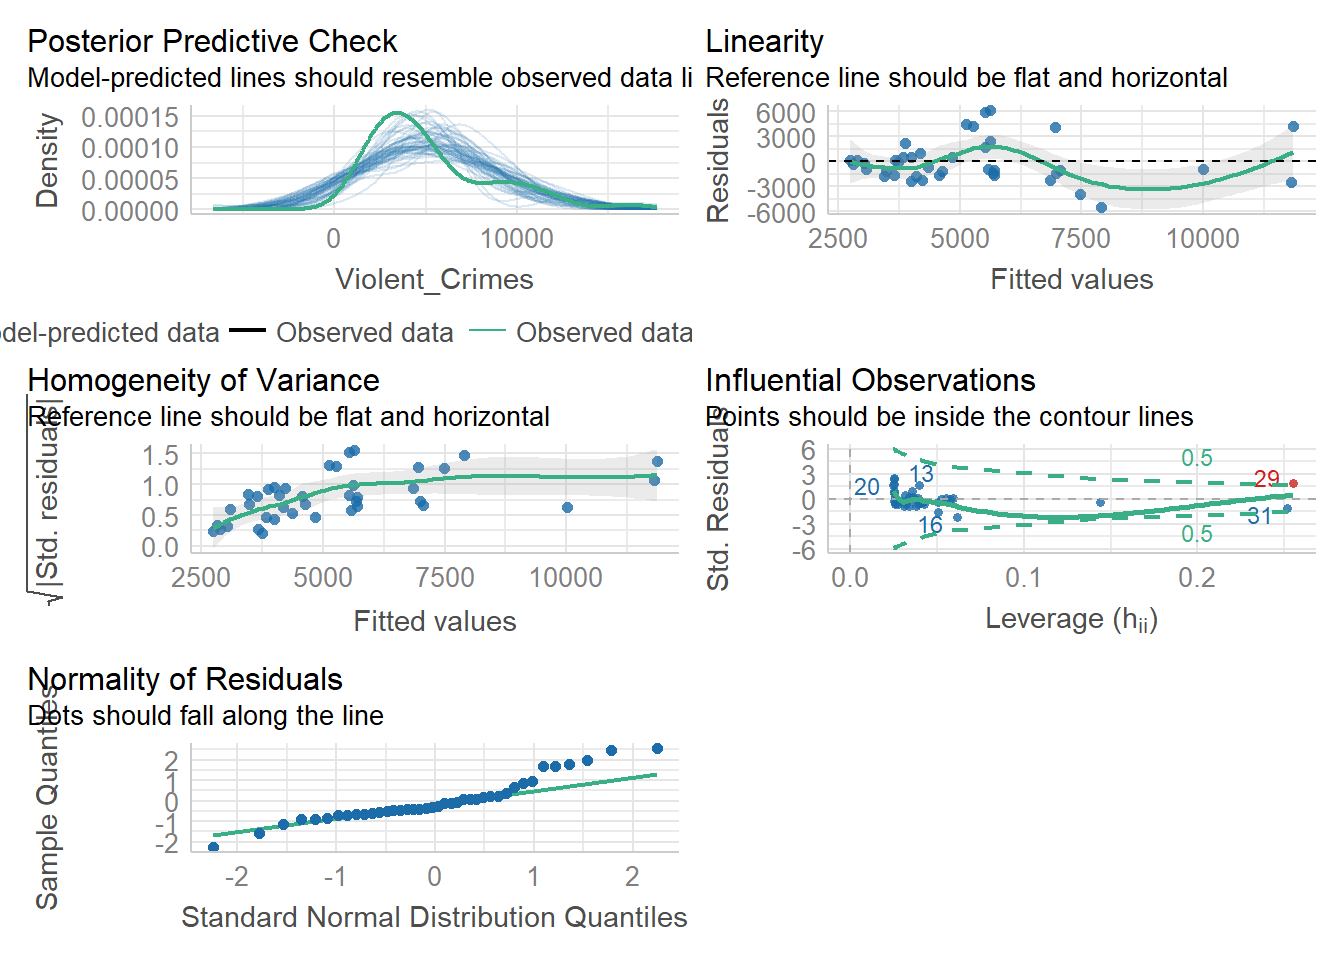 Posterior Predictive Check
Model-predicted lines should resemble observed data li
Density
0.00015
0.00010
0.00005
0.00000
0
10000
Violent_Crimes
del-predicted data
Observed data
Observed data
Linearity
Reference line should be flat and horizontal
Residuals
6000
3000
0
-3000
-6000
2500
5000
7500
10000
Fitted values
Homogeneity of Variance
Reference line should be flat and horizontal
√|Std. residuals|
1.5
1.0
0.5
0.0
2500
5000
7500
10000
Fitted values
Influential Observations
Points should be inside the contour lines
Std. Residuals
6
3
0
-3
-6
20
13
16
0.5
29
31
0.5
0.0
0.1
0.2
Leverage (hii)
Normality of Residuals
Dots should fall along the line
Sample Quantiles
2
1
0
-1
-2
-2
-1
0
1
2
Standard Normal Distribution Quantiles